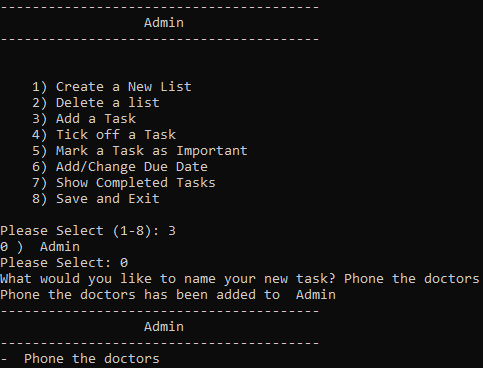 ----------------------------------------
Admin
----------------------------------------
1) Create a New List
2) Delete a list
3) Add a Task
4) Tick off a Task
5) Mark a Task as Important
6) Add/Change Due Date
7) Show Completed Tasks
8) Save and Exit
Please Select (1-8): 3
0 )  Admin
Please Select: 0
What would you like to name your new task? Phone the doctors
Phone the doctors has been added to  Admin
----------------------------------------
Admin
----------------------------------------
-  Phone the doctors